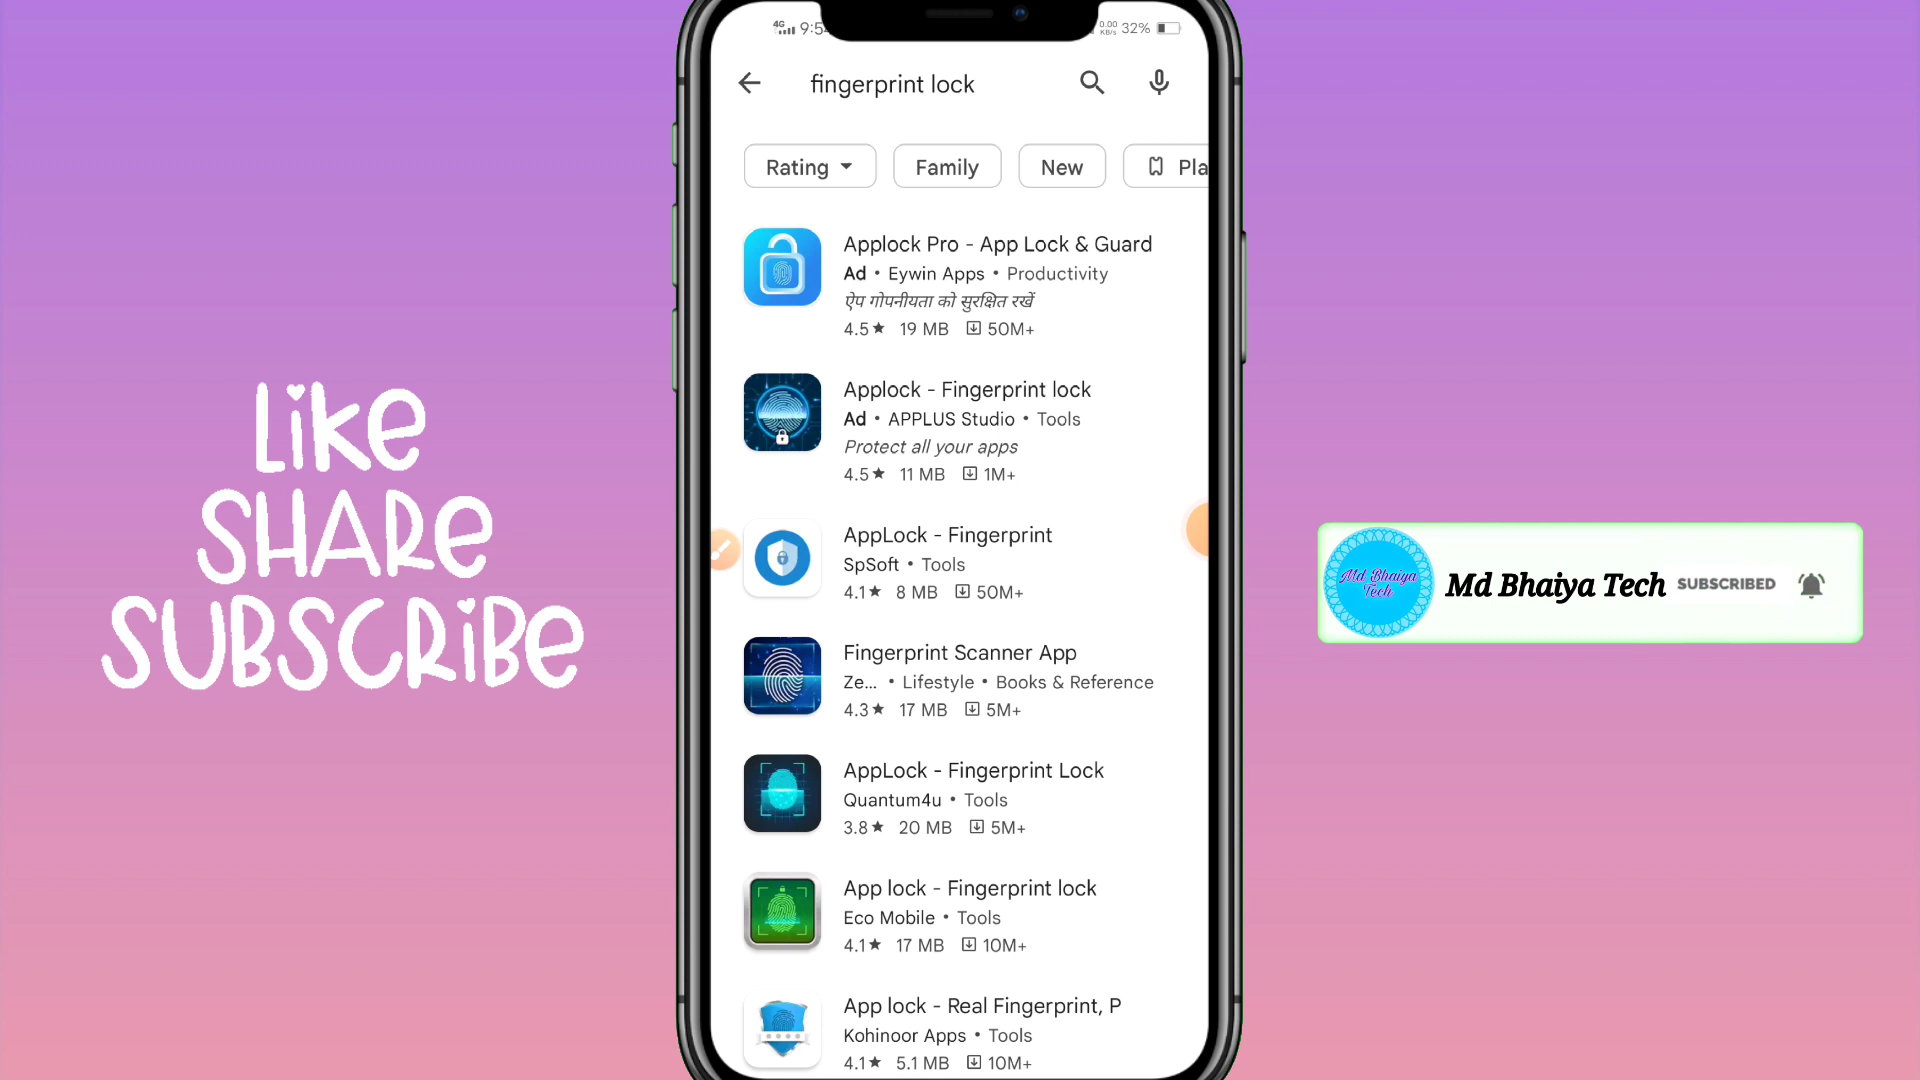 Like
SHARe
SUBSCRiBe
4G 9:5
0.00 KB/s 32%
fingerprint lock
Rating
Family
New
Pla
Applock Pro - App Lock & Guard
Ad • Eywin Apps • Productivity
ऐप गोपनीयता को सुरक्षित रखें
4.5★ 19 MB 50M+
Applock - Fingerprint lock
Ad • APPLUS Studio • Tools
Protect all your apps
4.5★ 11 MB 1M+
AppLock - Fingerprint
SpSoft • Tools
4.1★ 8 MB 50M+
Fingerprint Scanner App
Ze... • Lifestyle • Books & Reference
4.3★ 17 MB 5M+
AppLock - Fingerprint Lock
Quantum4u • Tools
3.8★ 20 MB 5M+
App lock - Fingerprint lock
Eco Mobile • Tools
4.1★ 17 MB 10M+
App lock - Real Fingerprint, P
Kohinoor Apps • Tools
4.1★ 5.1 MB 10M+
Md Bhaiya
Tech
Md Bhaiya Tech SUBSCRIBED